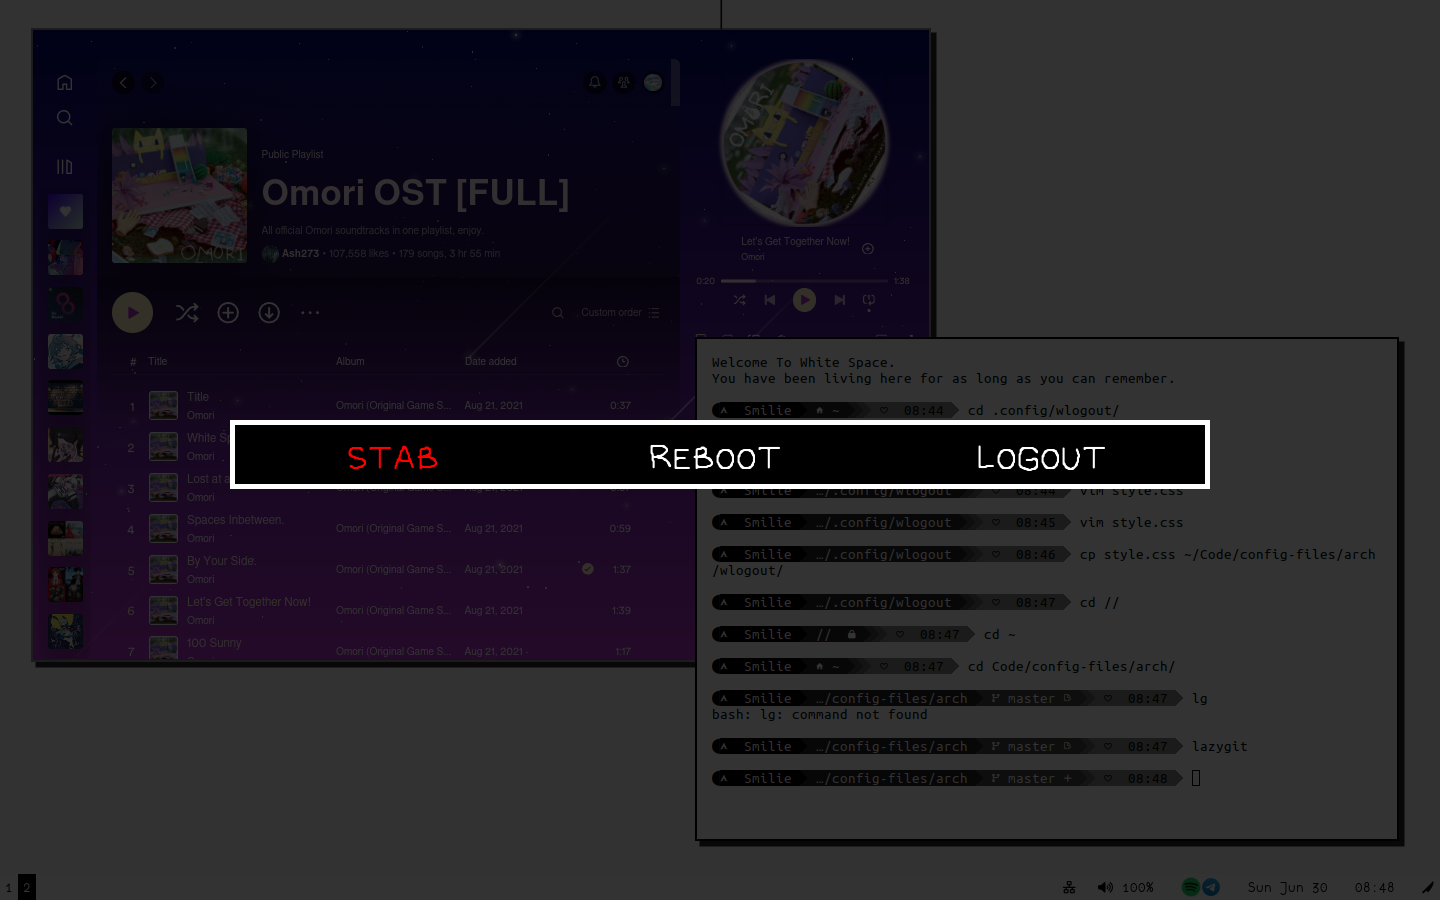 Public Playlist
Omori OST [FULL]
All official Omori soundtracks in one playlist, enjoy.
Ash273 • 107,558 likes • 179 songs, 3 hr 55 min
OMORI
Custom order
# Title Album Date added
1 Title Omori (Original Game S... Aug 21, 2021 0:37
Omori
2 White S
Omori
3 Lost at
Omori
4 Spaces Inbetween. Omori (Original Game S... Aug 21, 2021 0:59
Omori
5 By Your Side. Omori (Original Game S... Aug 21, 2021 1:37
Omori
6 Let's Get Together Now! Omori (Original Game S... Aug 21, 2021 1:39
Omori
7 100 Sunny Omori (Original Game S... Aug 21, 2021 1:17
OMORI
Let's Get Together Now!
Omori
0:20 1:38
STAB REBOOT LOGOUT
Welcome To White Space.
You have been living here for as long as you can remember.
Smilie ~ 08:44 cd .config/wlogout/
Smilie …/.config/wlogout 08:44 vim style.css
Smilie …/.config/wlogout 08:45 vim style.css
Smilie …/.config/wlogout 08:46 cp style.css ~/Code/config-files/arch
/wlogout/
Smilie …/.config/wlogout 08:47 cd //
Smilie // 08:47 cd ~
Smilie ~ 08:47 cd Code/config-files/arch/
Smilie …/config-files/arch master 08:47 lg
bash: lg: command not found
Smilie …/config-files/arch master 08:47 lazygit
Smilie …/config-files/arch master + 08:48
1 2 100% Sun Jun 30 08:48